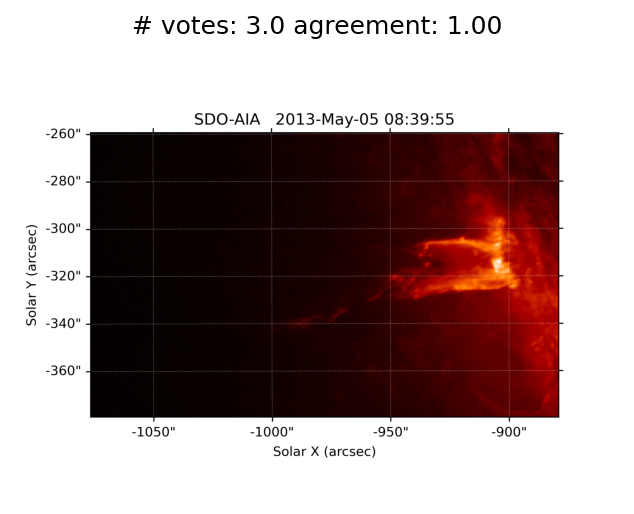 # votes: 3.0 agreement: 1.00
SDO-AIA 2013-May-05 08:39:55
-260"
-280"
-300"
-320"
-340"
-360"
Solar Y (arcsec)
-1050" -1000" -950" -900"
Solar X (arcsec)